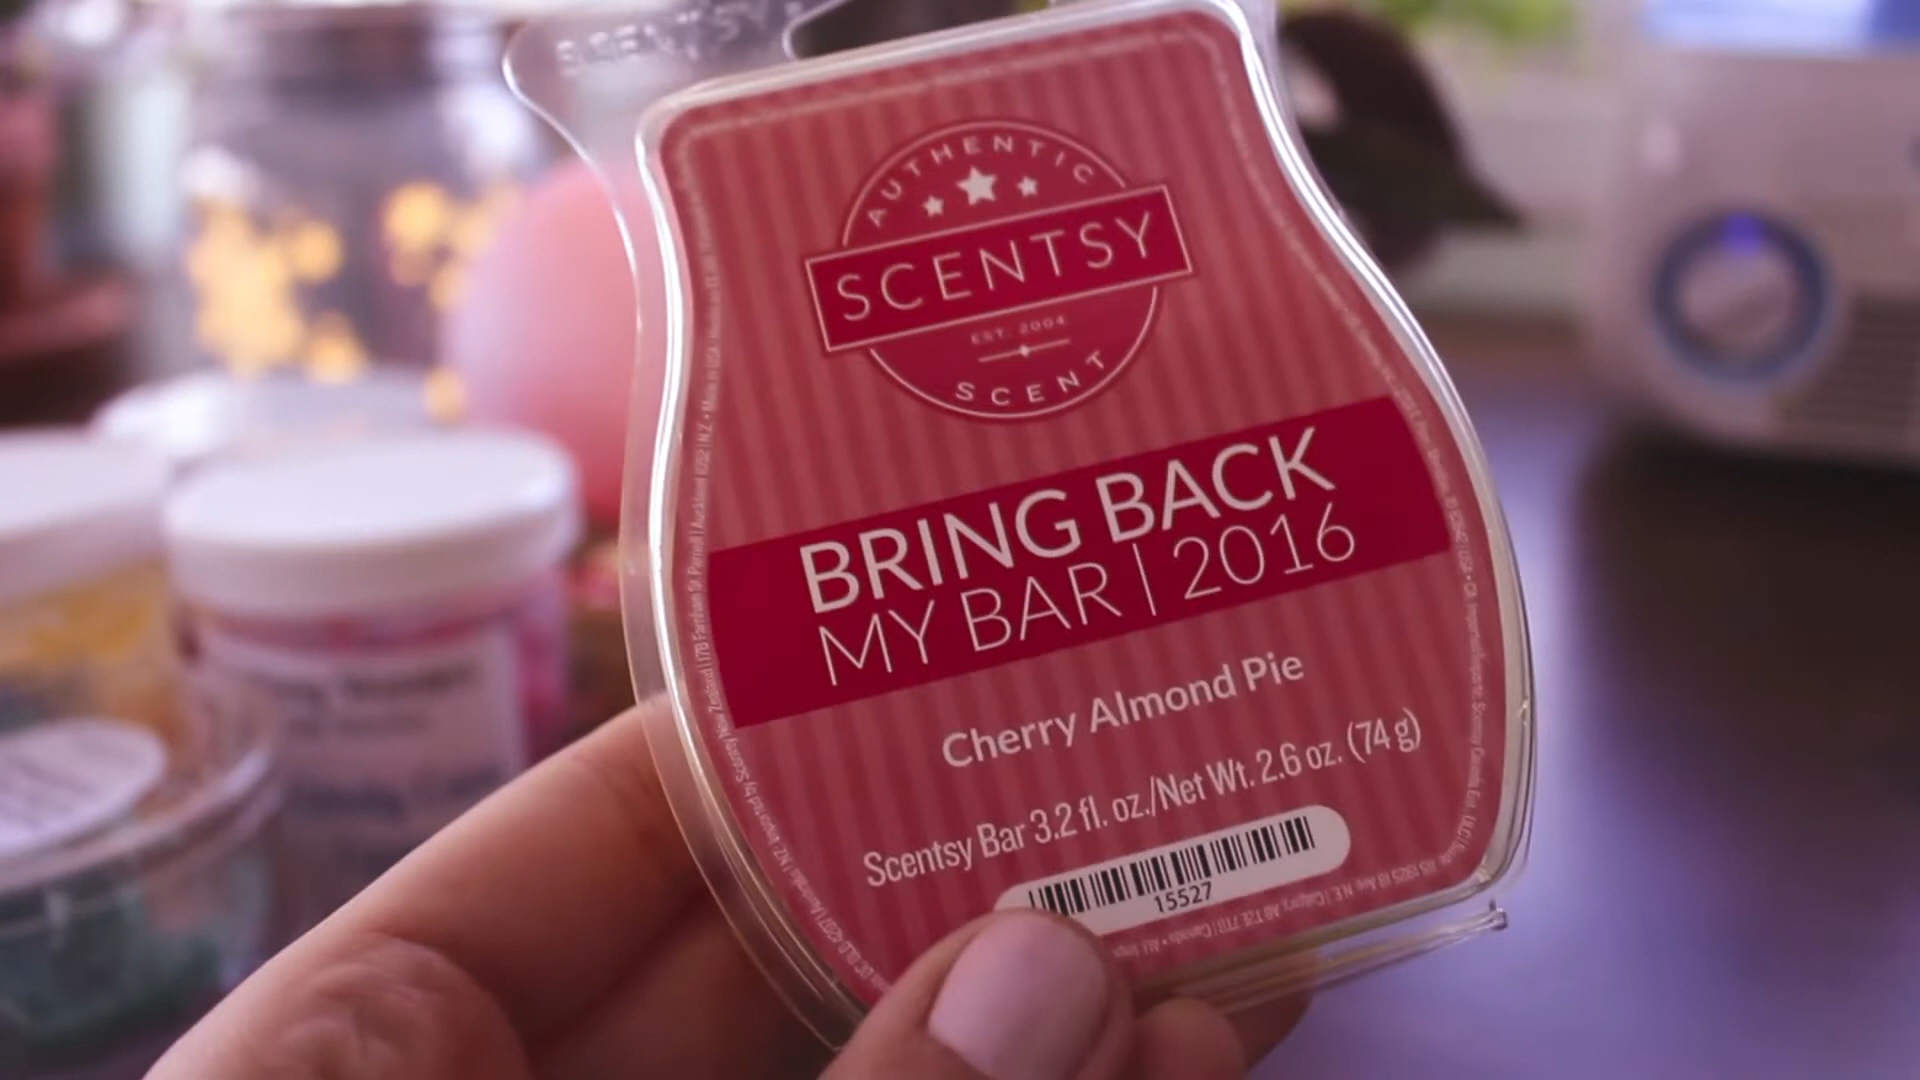 SCENTSY
AUTHENTIC
SCENTSY
EST. 2004
SCENT
BRING BACK
MY BAR | 2016
Cherry Almond Pie
Scentsy Bar 3.2 fl. oz./Net Wt. 2.6 oz. (74 g)
15527